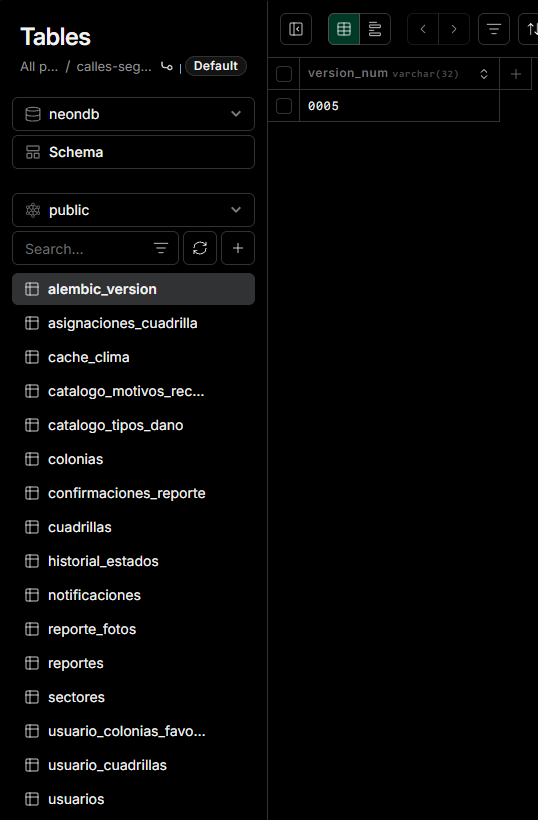 Tables
All p... / calles-seg... Default
neondb
Schema
public
Search...
alembic_version
asignaciones_cuadrilla
cache_clima
catalogo_motivos_rec...
catalogo_tipos_dano
colonias
confirmaciones_reporte
cuadrillas
historial_estados
notificaciones
reporte_fotos
reportes
sectores
usuario_colonias_favo...
usuario_cuadrillas
usuarios
version_num varchar(32)
0005